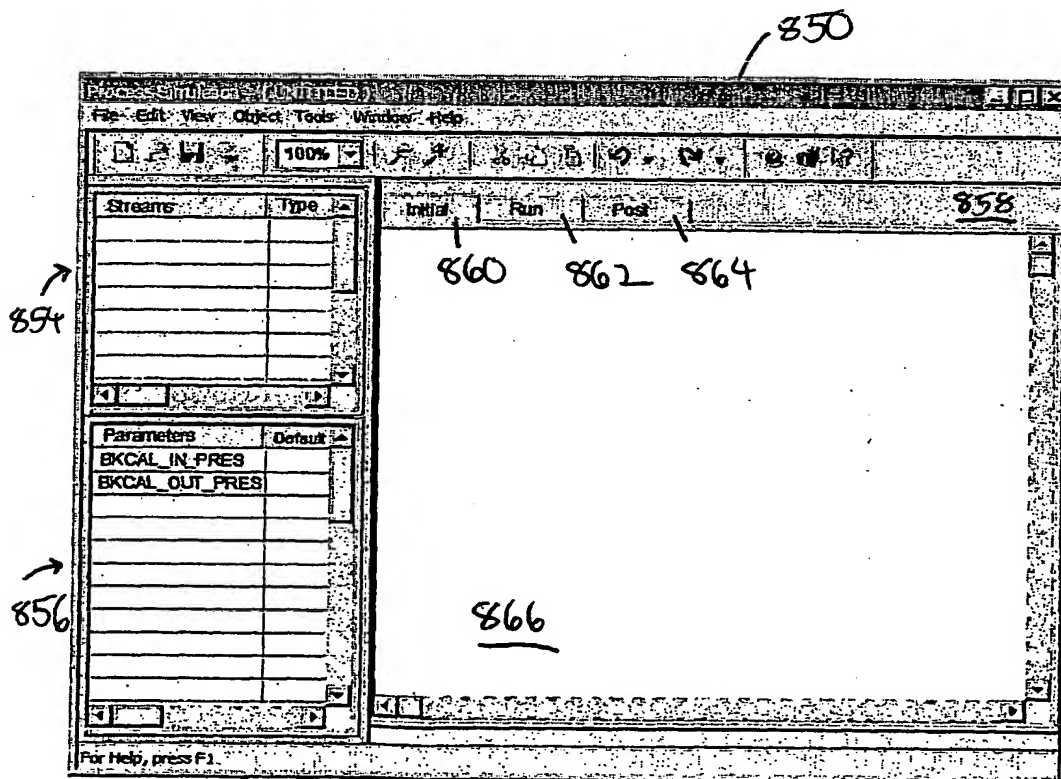 850
Process Simulation - (Untitled)
File Edit View Object Tools Window Help
100%
Streams Type
Initial Run Post 858
860 862 864
854
Parameters Default
BKCAL_IN_PRES
BKCAL_OUT_PRES
856
866
For Help, press F1